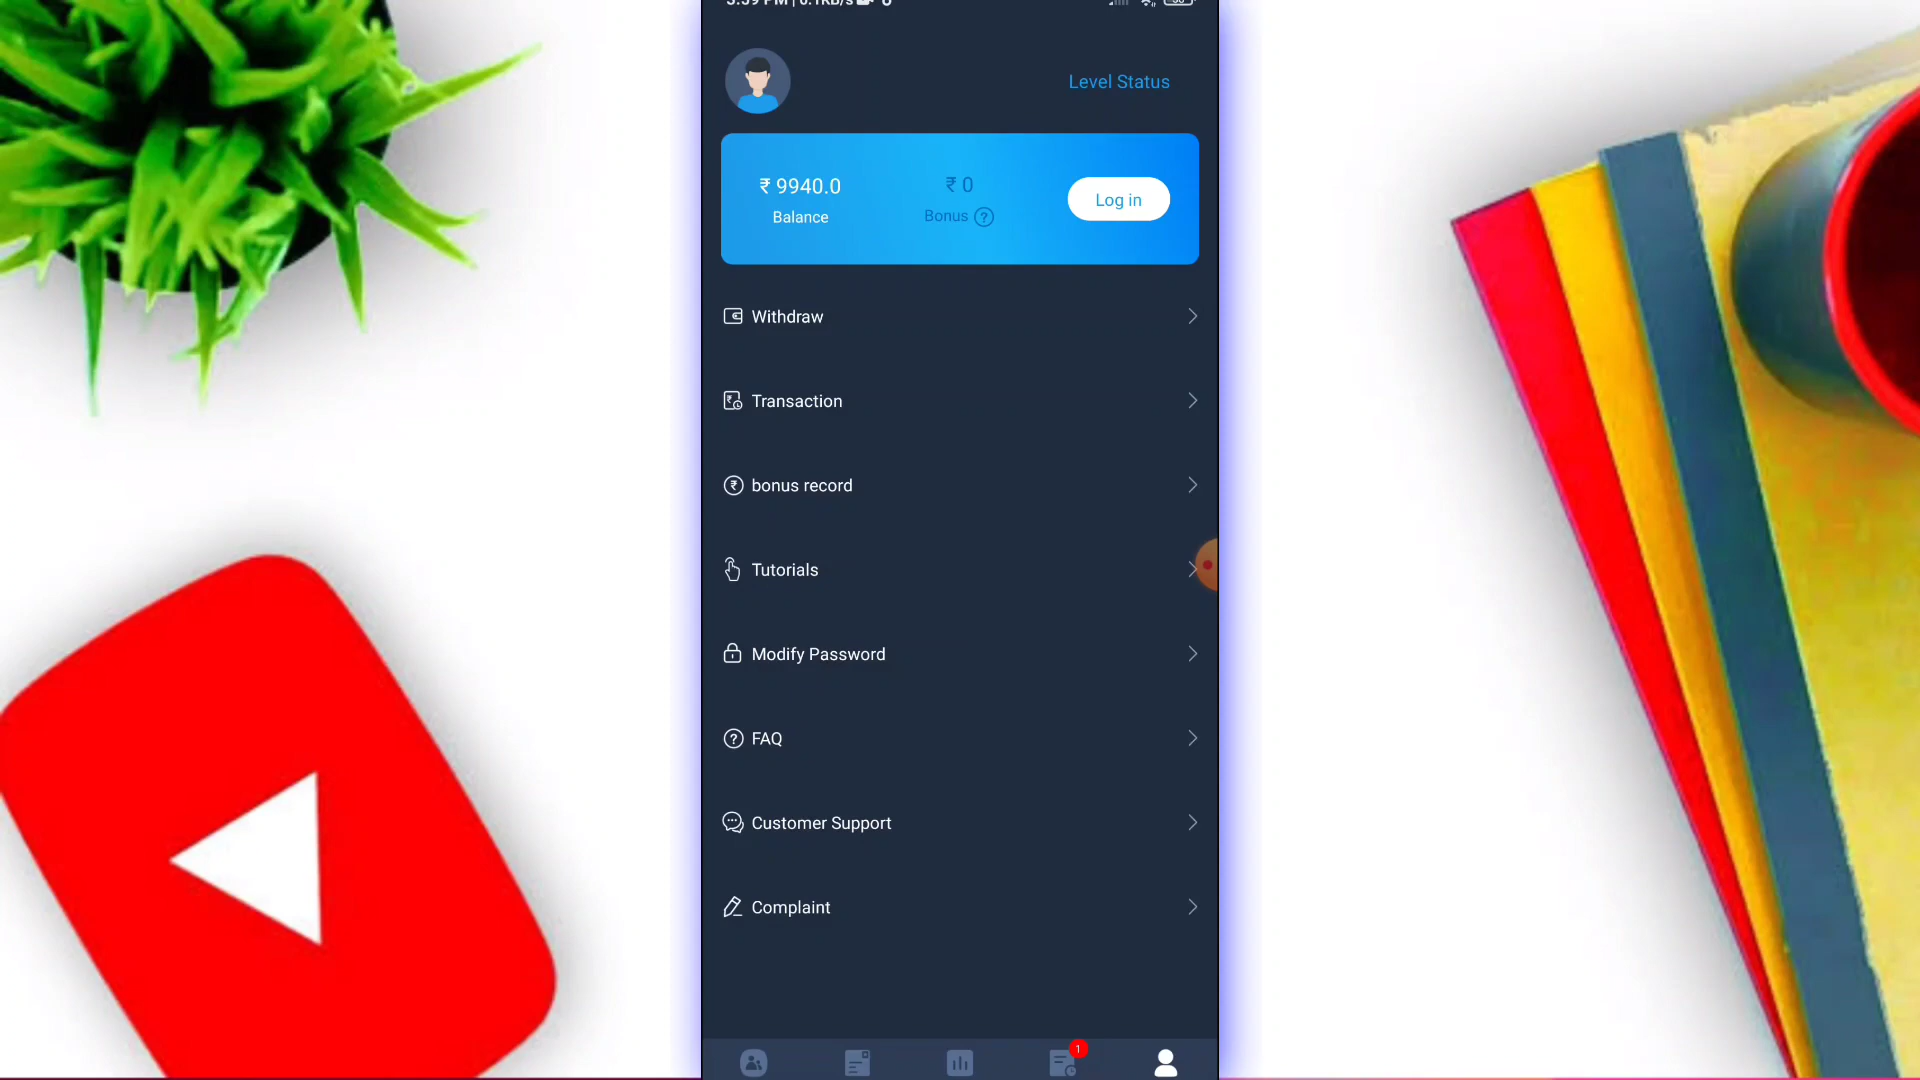 Level Status
₹ 9940.0
₹ 0
Log in
Balance
Bonus ?
Withdraw
Transaction
bonus record
Tutorials
Modify Password
FAQ
Customer Support
Complaint
1